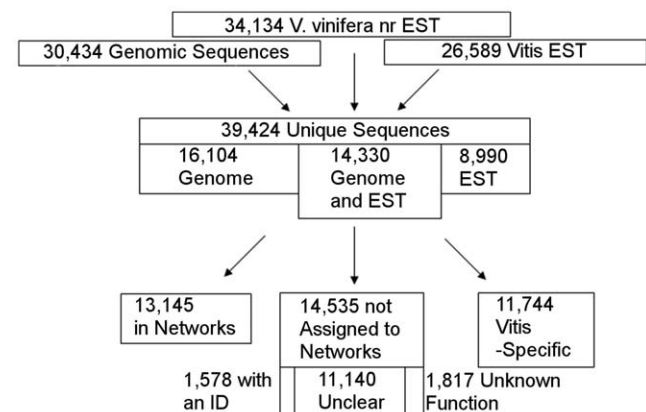 34,134 V. vinifera nr EST
30,434 Genomic Sequences
26,589 Vitis EST
39,424 Unique Sequences
16,104
Genome
14,330
Genome
and EST
8,990
EST
13,145
in Networks
14,535 not
Assigned to
Networks
11,744
Vitis
-Specific
1,578 with
an ID
11,140
Unclear
1,817 Unknown
Function